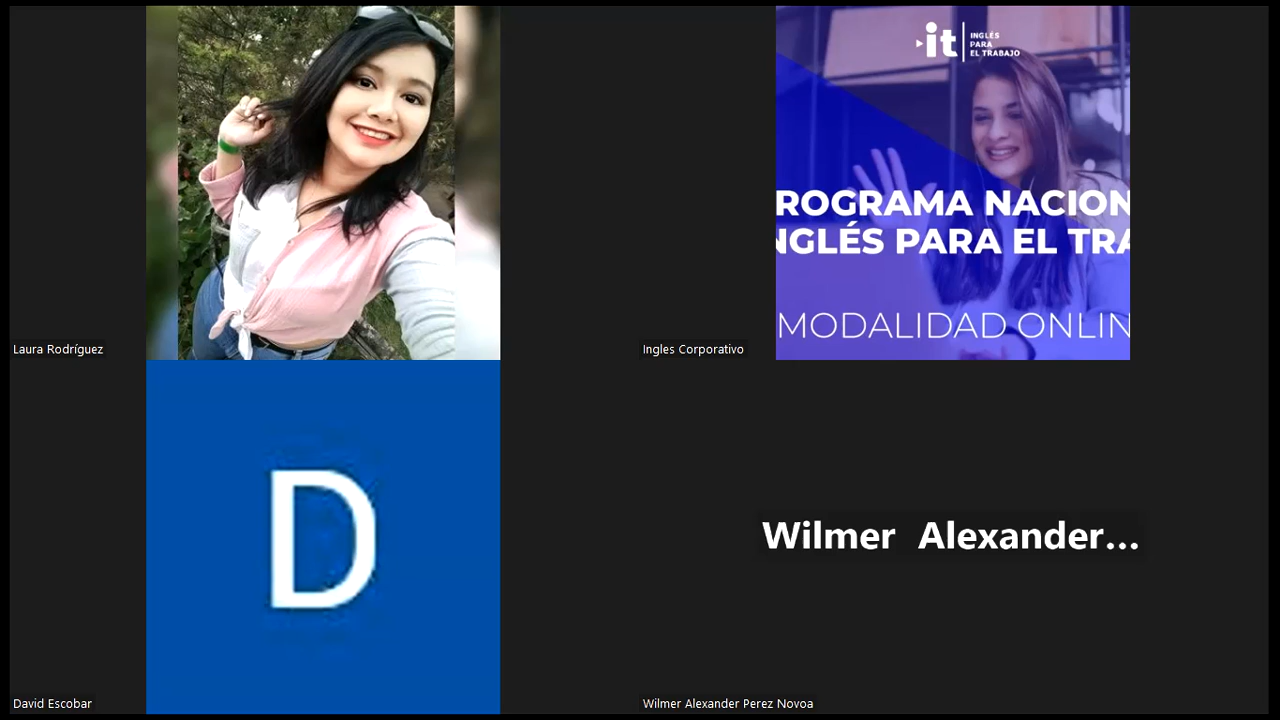 it INGLÉS
PARA
EL TRABAJO
ROGRAMA NACION
NGLÉS PARA EL TRA
MODALIDAD ONLIN
Laura Rodríguez
Ingles Corporativo
D
Wilmer Alexander...
David Escobar
Wilmer Alexander Perez Novoa